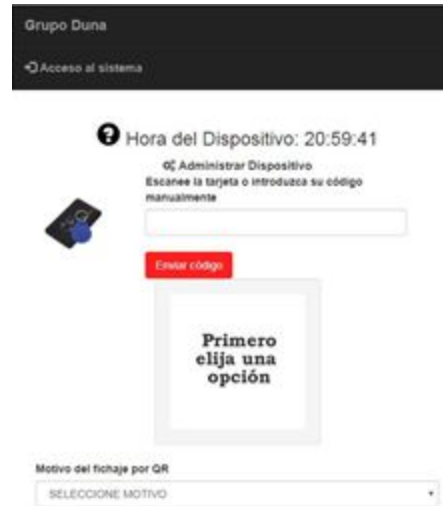 Grupo Duna
Acceso al sistema
Hora del Dispositivo: 20:59:41
Administrar Dispositivo
Escanee la tarjeta o introduzca su código
manualmente
Enviar código
Primero
elija una
opción
Motivo del fichaje por QR
SELECCIONE MOTIVO